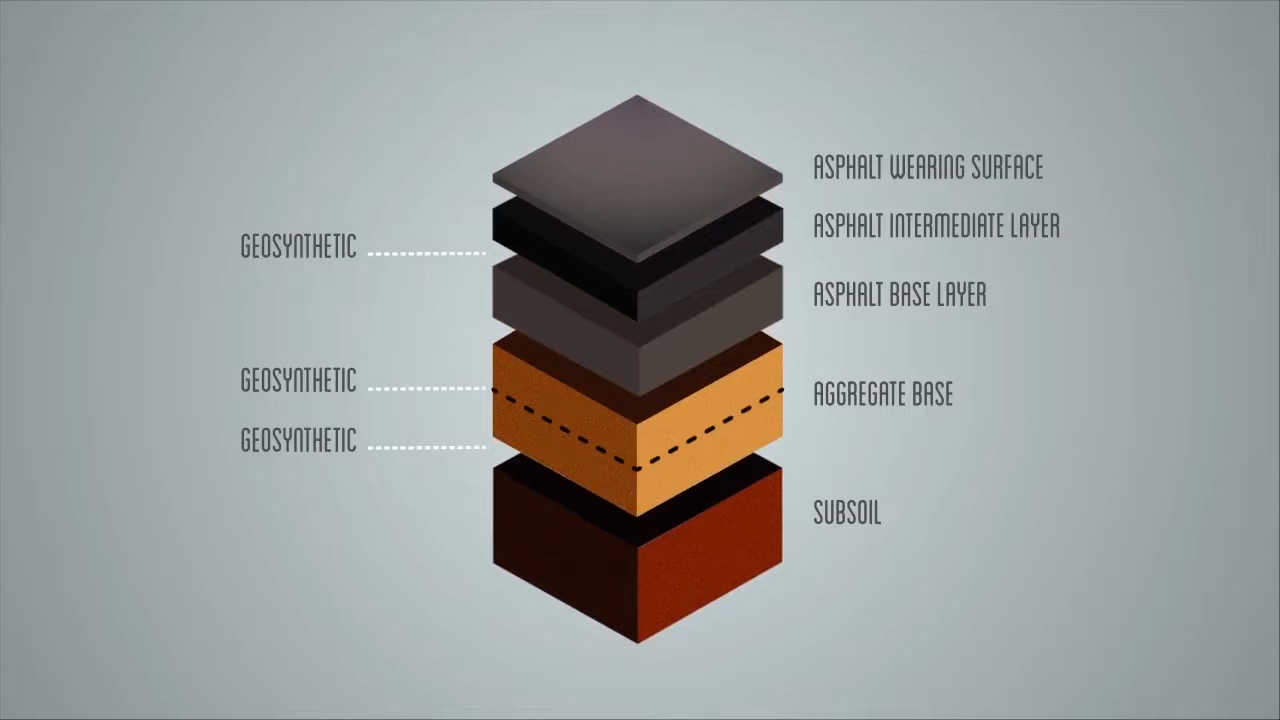 ASPHALT WEARING SURFACE
ASPHALT INTERMEDIATE LAYER
GEOSYNTHETIC
ASPHALT BASE LAYER
GEOSYNTHETIC
AGGREGATE BASE
GEOSYNTHETIC
SUBSOIL